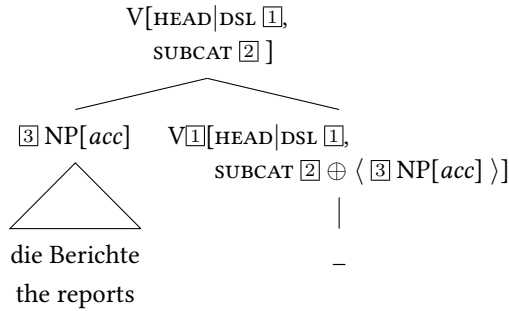 V[HEAD|DSL 1,
SUBCAT 2 ]
3 NP[acc]
V1[HEAD|DSL 1,
SUBCAT 2 ⊕ ⟨ 3 NP[acc] ⟩]
die Berichte
the reports
_